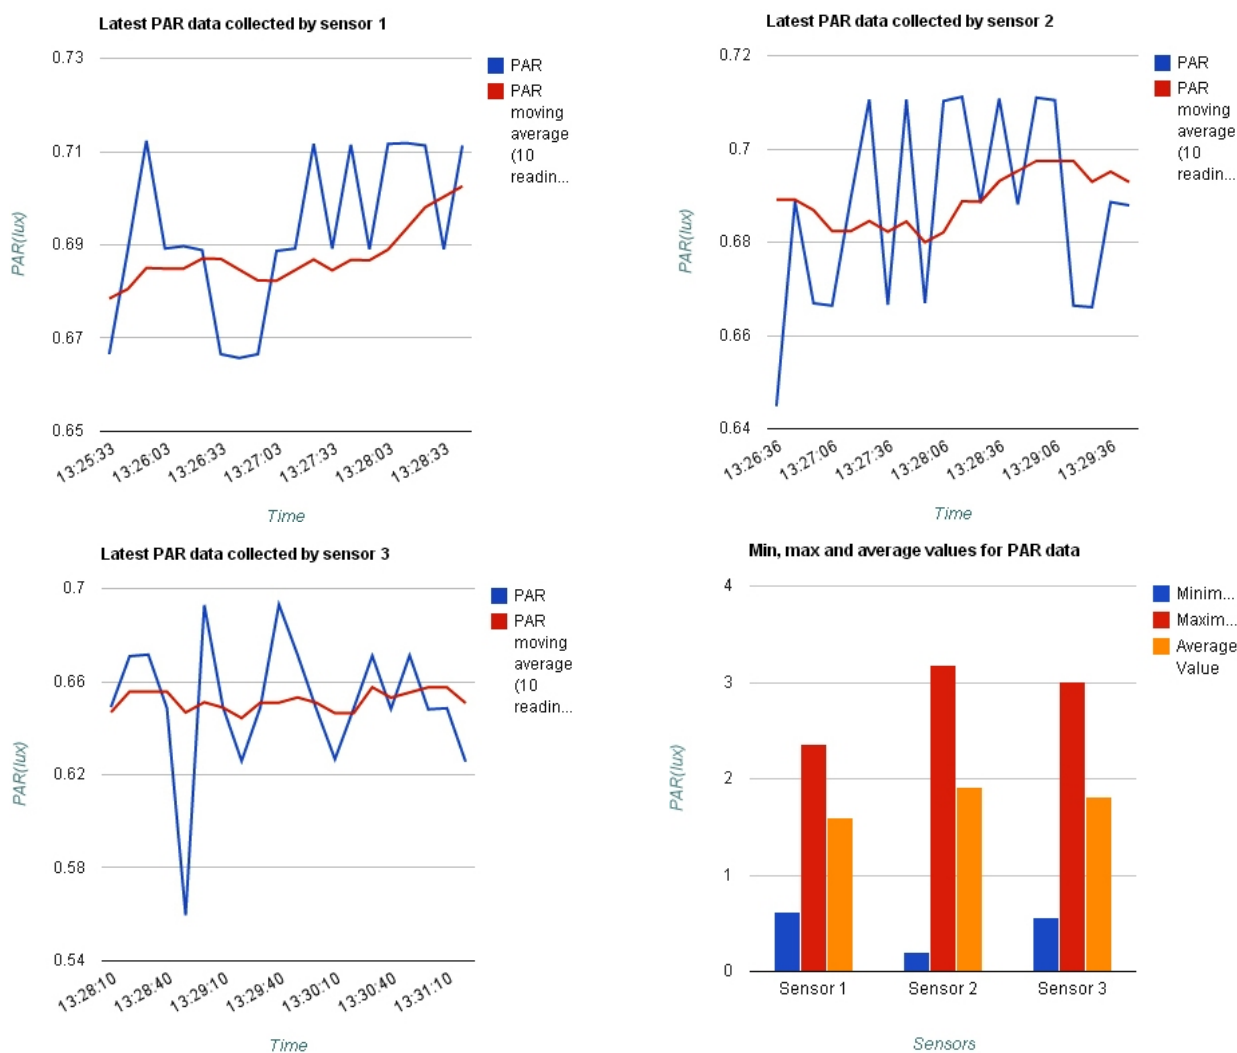 Latest PAR data collected by sensor 1
0.73
0.71
0.69
0.67
0.65
PAR(lux)
13:25:33
13:26:03
13:26:33
13:27:03
13:27:33
13:28:03
13:28:33
Time
PAR
PAR
moving
average
(10
readin...
Latest PAR data collected by sensor 2
0.72
0.7
0.68
0.66
0.64
PAR(lux)
13:26:36
13:27:06
13:27:36
13:28:06
13:28:36
13:29:06
13:29:36
Time
PAR
PAR
moving
average
(10
readin...
Latest PAR data collected by sensor 3
0.7
0.66
0.62
0.58
0.54
PAR(lux)
13:28:10
13:28:40
13:29:10
13:29:40
13:30:10
13:30:40
13:31:10
Time
PAR
PAR
moving
average
(10
readin...
Min, max and average values for PAR data
4
3
2
1
0
PAR(lux)
Sensor 1
Sensor 2
Sensor 3
Sensors
Minim...
Maxim...
Average
Value